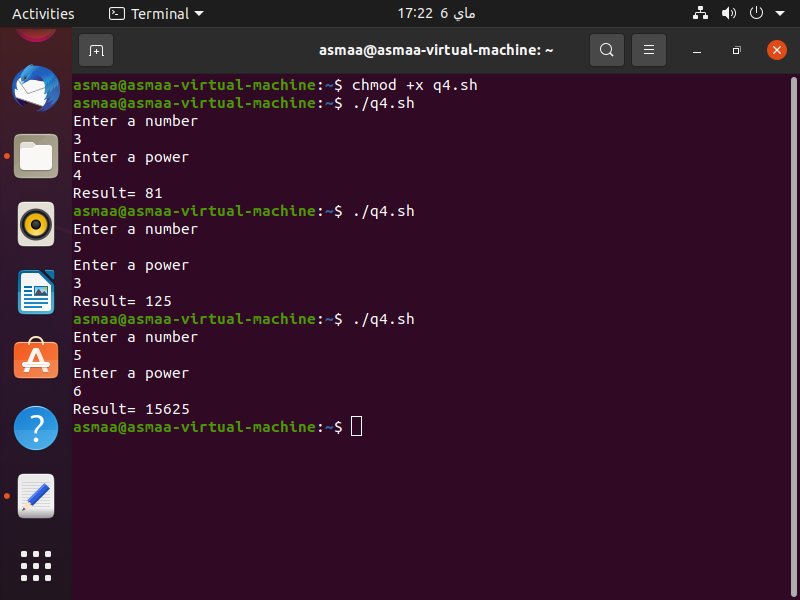 Activities
Terminal
17:22 6 ماي
asmaa@asmaa-virtual-machine: ~
asmaa@asmaa-virtual-machine:~$ chmod +x q4.sh
asmaa@asmaa-virtual-machine:~$ ./q4.sh
Enter a number
3
Enter a power
4
Result= 81
asmaa@asmaa-virtual-machine:~$ ./q4.sh
Enter a number
5
Enter a power
3
Result= 125
asmaa@asmaa-virtual-machine:~$ ./q4.sh
Enter a number
5
Enter a power
6
Result= 15625
asmaa@asmaa-virtual-machine:~$